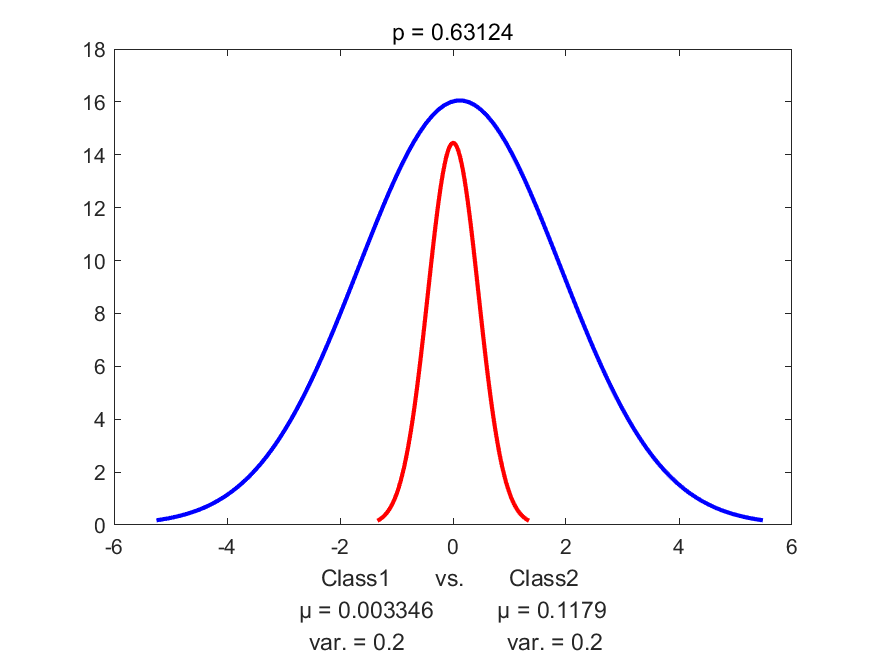 p = 0.63124
18
16
14
12
10
8
6
4
2
0
-6 -4 -2 0 2 4 6
Class1 vs. Class2
µ = 0.003346 µ = 0.1179
var. = 0.2 var. = 0.2